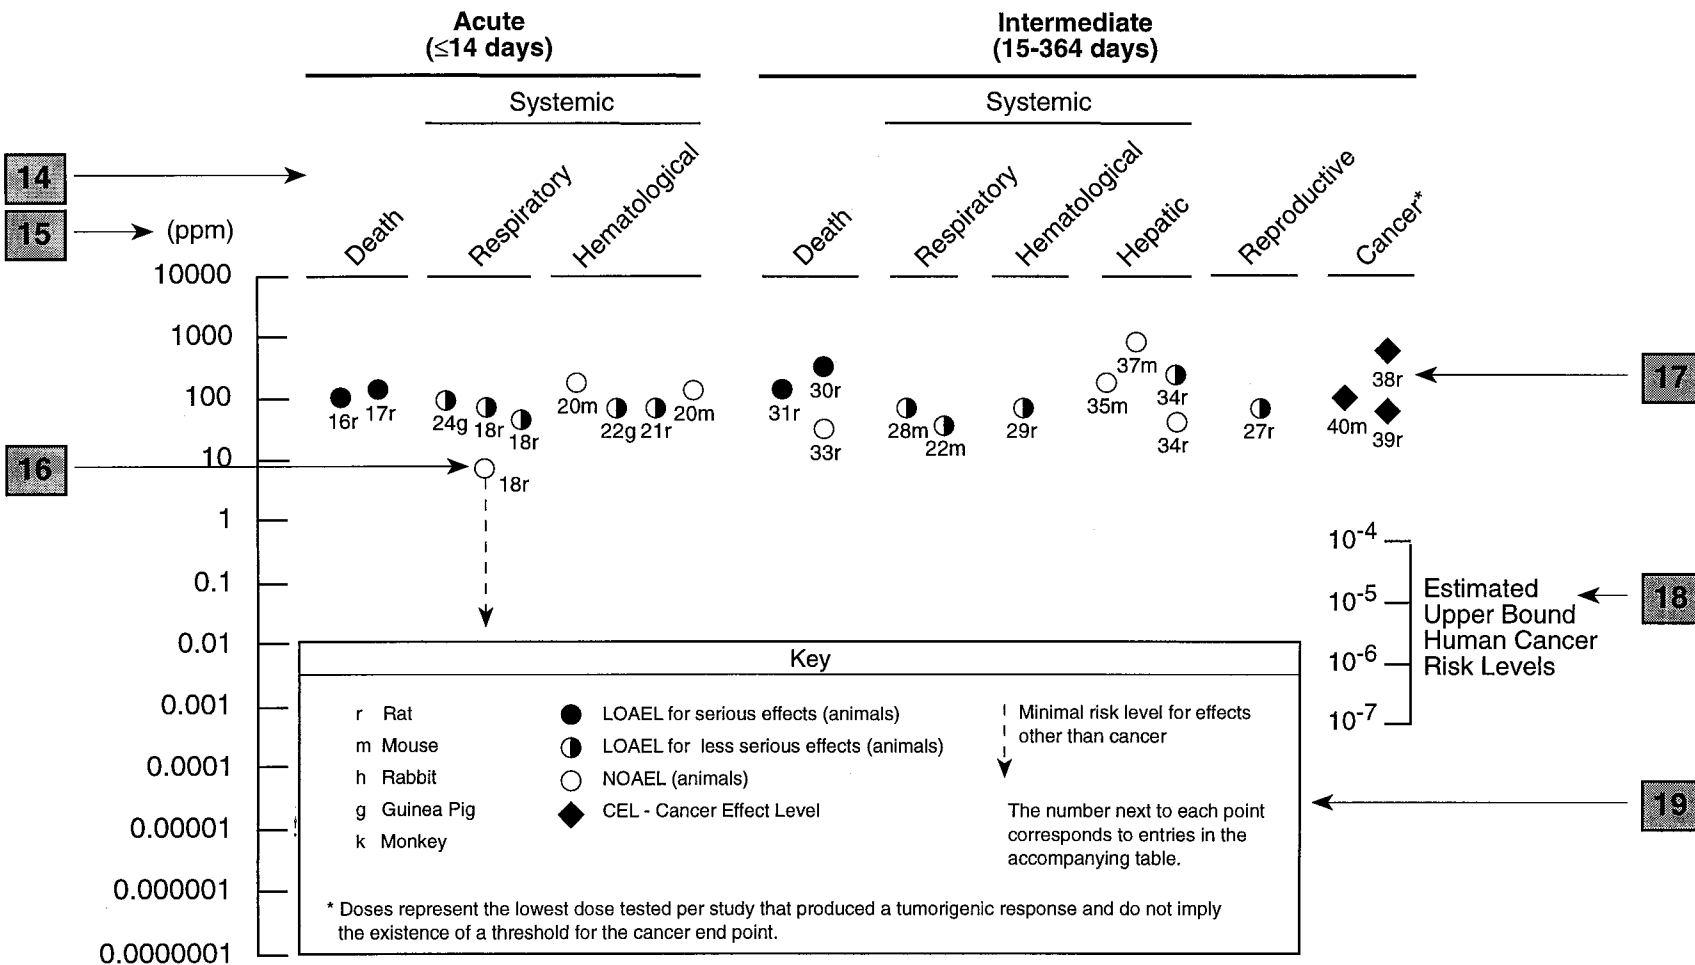 Acute
(≤14 days)
Intermediate
(15-364 days)
Systemic
Systemic
14
15
(ppm)
Death
Respiratory
Hematological
Death
Respiratory
Hematological
Hepatic
Reproductive
Cancer*
10000
1000
100
10
1
0.1
0.01
0.001
0.0001
0.00001
0.000001
0.0000001
16r
17r
24g
18r
18r
18r
20m
22g
21r
20m
31r
30r
33r
28m
22m
29r
35m
37m
34r
34r
27r
40m
38r
39r
16
17
10-4
10-5
10-6
10-7
Estimated
Upper Bound
Human Cancer
Risk Levels
18
19
Key
r Rat
m Mouse
h Rabbit
g Guinea Pig
k Monkey
LOAEL for serious effects (animals)
LOAEL for less serious effects (animals)
NOAEL (animals)
CEL - Cancer Effect Level
Minimal risk level for effects
other than cancer
The number next to each point
corresponds to entries in the
accompanying table.
* Doses represent the lowest dose tested per study that produced a tumorigenic response and do not imply
the existence of a threshold for the cancer end point.